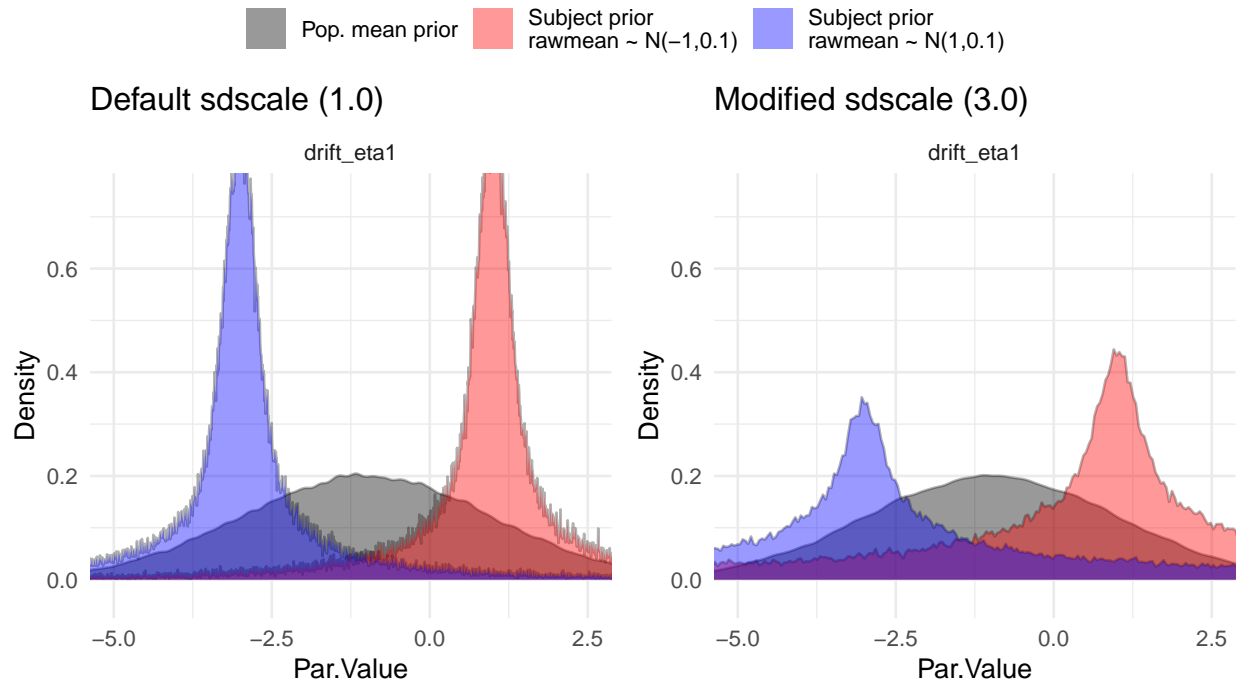 Pop. mean prior
Subject prior
rawmean ~ N(−1,0.1)
Subject prior
rawmean ~ N(1,0.1)
Default sdscale (1.0)
drift_eta1
Density
0.6
0.4
0.2
0.0
−5.0
−2.5
0.0
2.5
Par.Value
Modified sdscale (3.0)
drift_eta1
Density
0.6
0.4
0.2
0.0
−5.0
−2.5
0.0
2.5
Par.Value